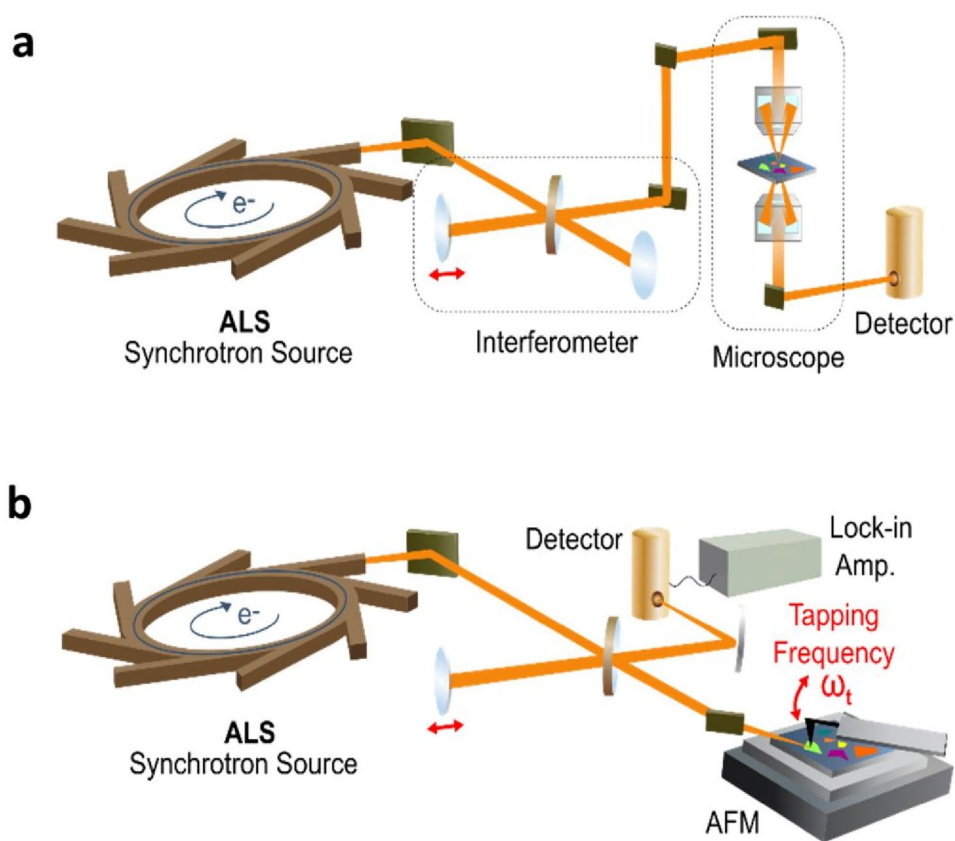 a
e-
ALS
Synchrotron Source
Interferometer
Microscope
Detector
b
Detector
Lock-in
Amp.
Tapping
Frequency
ωt
e-
ALS
Synchrotron Source
AFM